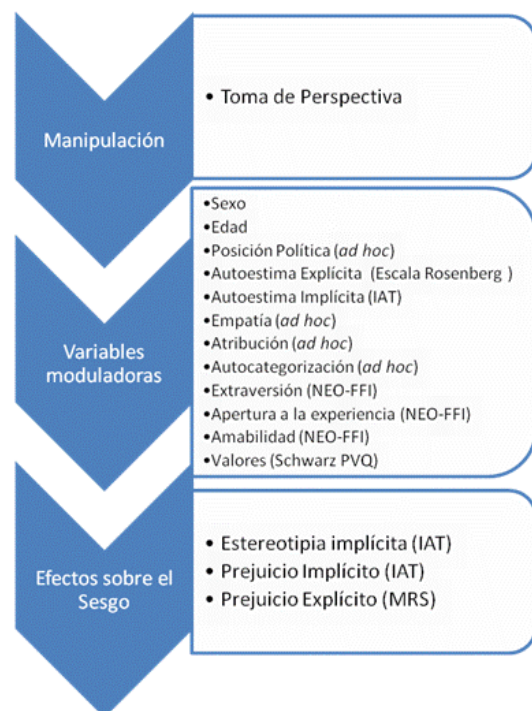 Manipulación
• Toma de Perspectiva
Variables
moduladoras
•Sexo
•Edad
•Posición Política (ad hoc)
•Autoestima Explícita (Escala Rosenberg )
•Autoestima Implícita (IAT)
•Empatía (ad hoc)
•Atribución (ad hoc)
•Autocategorización (ad hoc)
•Extraversión (NEO-FFI)
•Apertura a la experiencia (NEO-FFI)
•Amabilidad (NEO-FFI)
•Valores (Schwarz PVQ)
Efectos sobre el
Sesgo
• Estereotipia implícita (IAT)
• Prejuicio Implícito (IAT)
• Prejuicio Explícito (MRS)